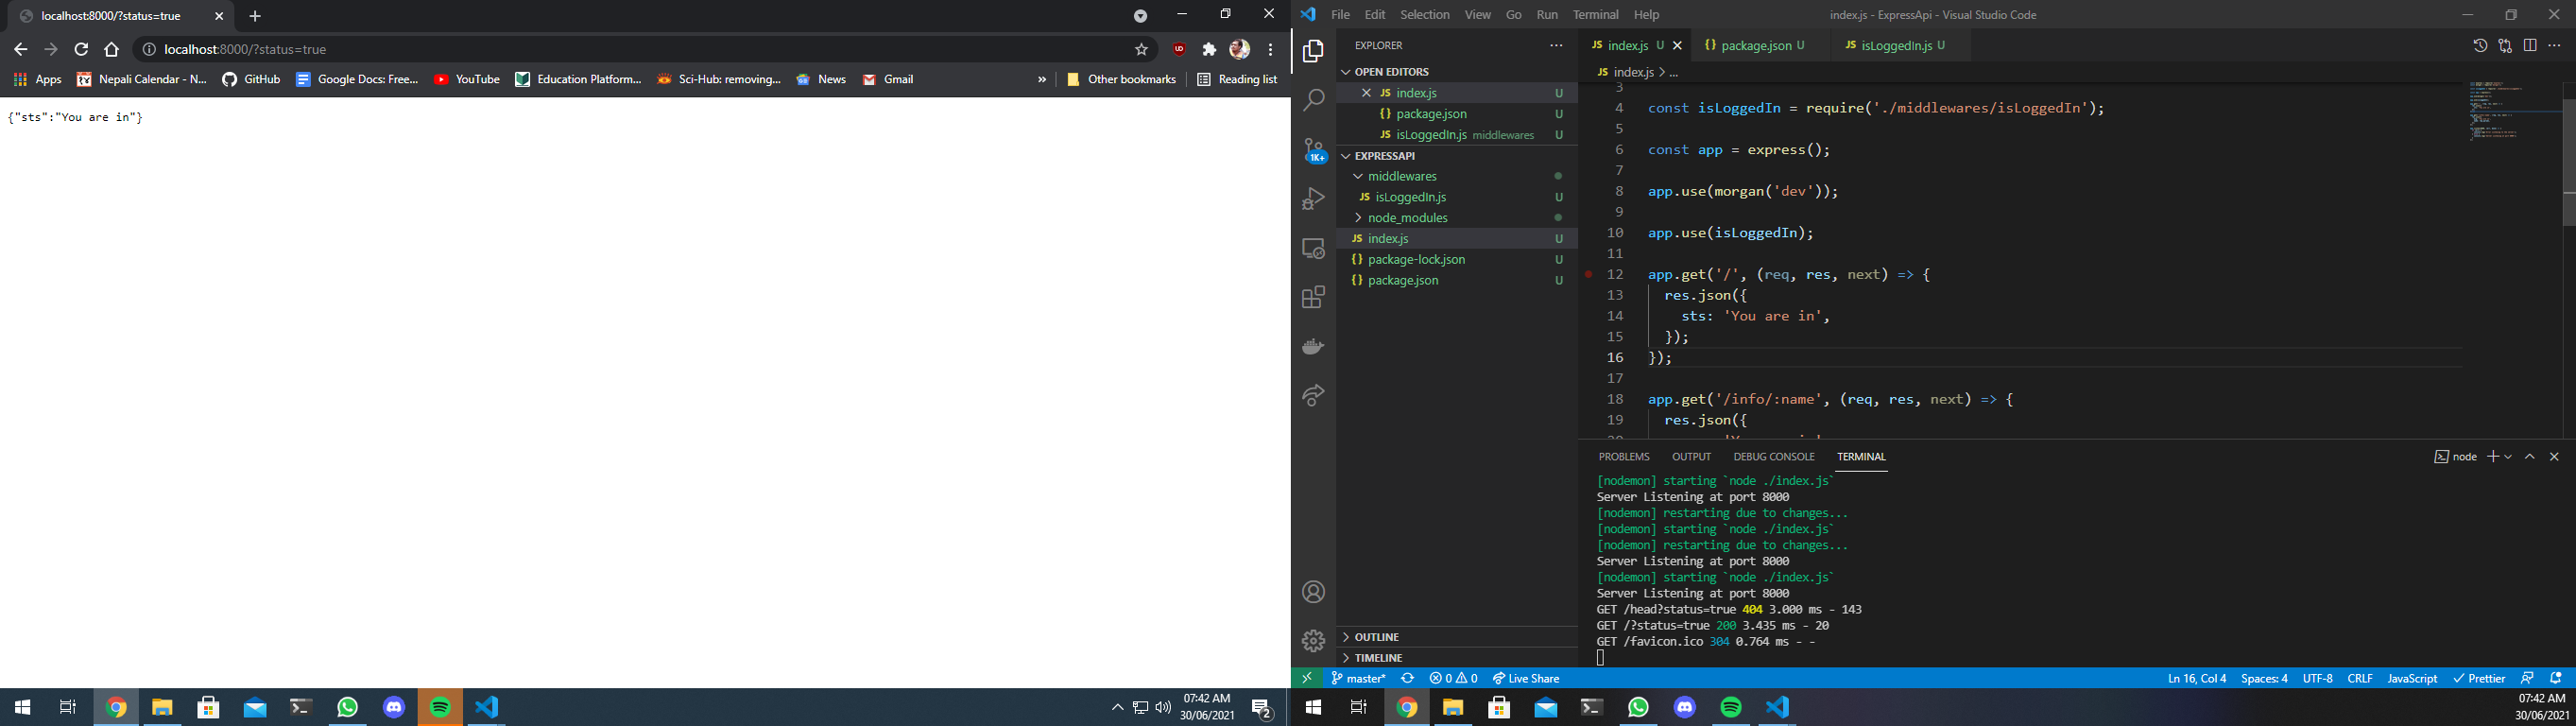 localhost:8000/?status=true
localhost:8000/?status=true
Apps
Nepali Calendar - N...
GitHub
Google Docs: Free...
YouTube
Education Platform...
Sci-Hub: removing...
News
Gmail
»
Other bookmarks
Reading list
{"sts":"You are in"}
07:42 AM
30/06/2021
2
File Edit Selection View Go Run Terminal Help
index.js - ExpressApi - Visual Studio Code
EXPLORER
OPEN EDITORS
JS index.js U
{} package.json U
JS isLoggedIn.js middlewares U
EXPRESSAPI
middlewares
JS isLoggedIn.js U
node_modules
JS index.js U
{} package-lock.json U
{} package.json U
OUTLINE
TIMELINE
1K+
JS index.js U
{} package.json U
JS isLoggedIn.js U
JS index.js > ...
3
4 const isLoggedIn = require('./middlewares/isLoggedIn');
5
6 const app = express();
7
8 app.use(morgan('dev'));
9
10 app.use(isLoggedIn);
11
12 app.get('/', (req, res, next) => {
13 res.json({
14 sts: 'You are in',
15 });
16 });
17
18 app.get('/info/:name', (req, res, next) => {
19 res.json({
PROBLEMS OUTPUT DEBUG CONSOLE TERMINAL
node
[nodemon] starting `node ./index.js`
Server Listening at port 8000
[nodemon] restarting due to changes...
[nodemon] starting `node ./index.js`
[nodemon] restarting due to changes...
Server Listening at port 8000
[nodemon] starting `node ./index.js`
Server Listening at port 8000
GET /head?status=true 404 3.000 ms - 143
GET /?status=true 200 3.435 ms - 20
GET /favicon.ico 304 0.764 ms - -
master*
0 0
Live Share
Ln 16, Col 4 Spaces: 4 UTF-8 CRLF JavaScript Prettier
07:42 AM
30/06/2021